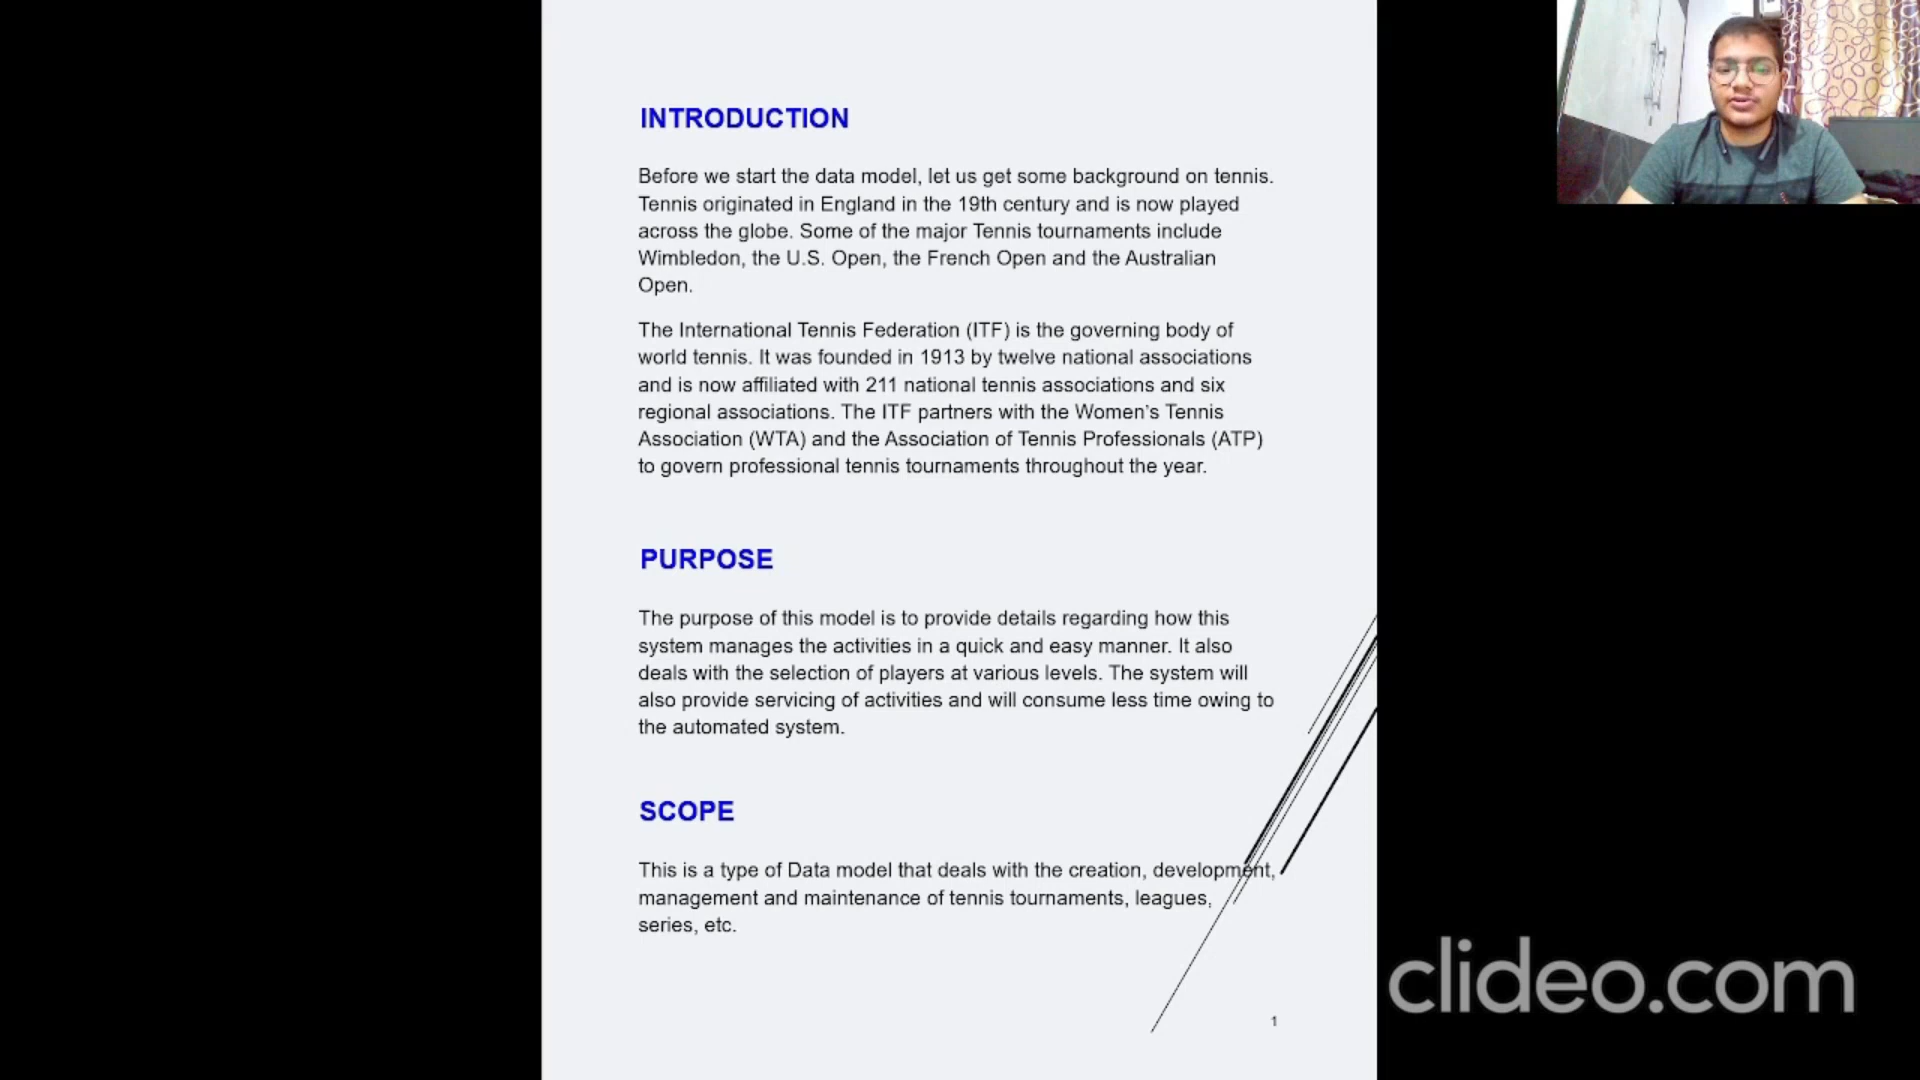 INTRODUCTION
Before we start the data model, let us get some background on tennis.
Tennis originated in England in the 19th century and is now played
across the globe. Some of the major Tennis tournaments include
Wimbledon, the U.S. Open, the French Open and the Australian
Open.
The International Tennis Federation (ITF) is the governing body of
world tennis. It was founded in 1913 by twelve national associations
and is now affiliated with 211 national tennis associations and six
regional associations. The ITF partners with the Women's Tennis
Association (WTA) and the Association of Tennis Professionals (ATP)
to govern professional tennis tournaments throughout the year.
PURPOSE
The purpose of this model is to provide details regarding how this
system manages the activities in a quick and easy manner. It also
deals with the selection of players at various levels. The system will
also provide servicing of activities and will consume less time owing to
the automated system.
SCOPE
This is a type of Data model that deals with the creation, development,
management and maintenance of tennis tournaments, leagues,
series, etc.
1
clideo.com